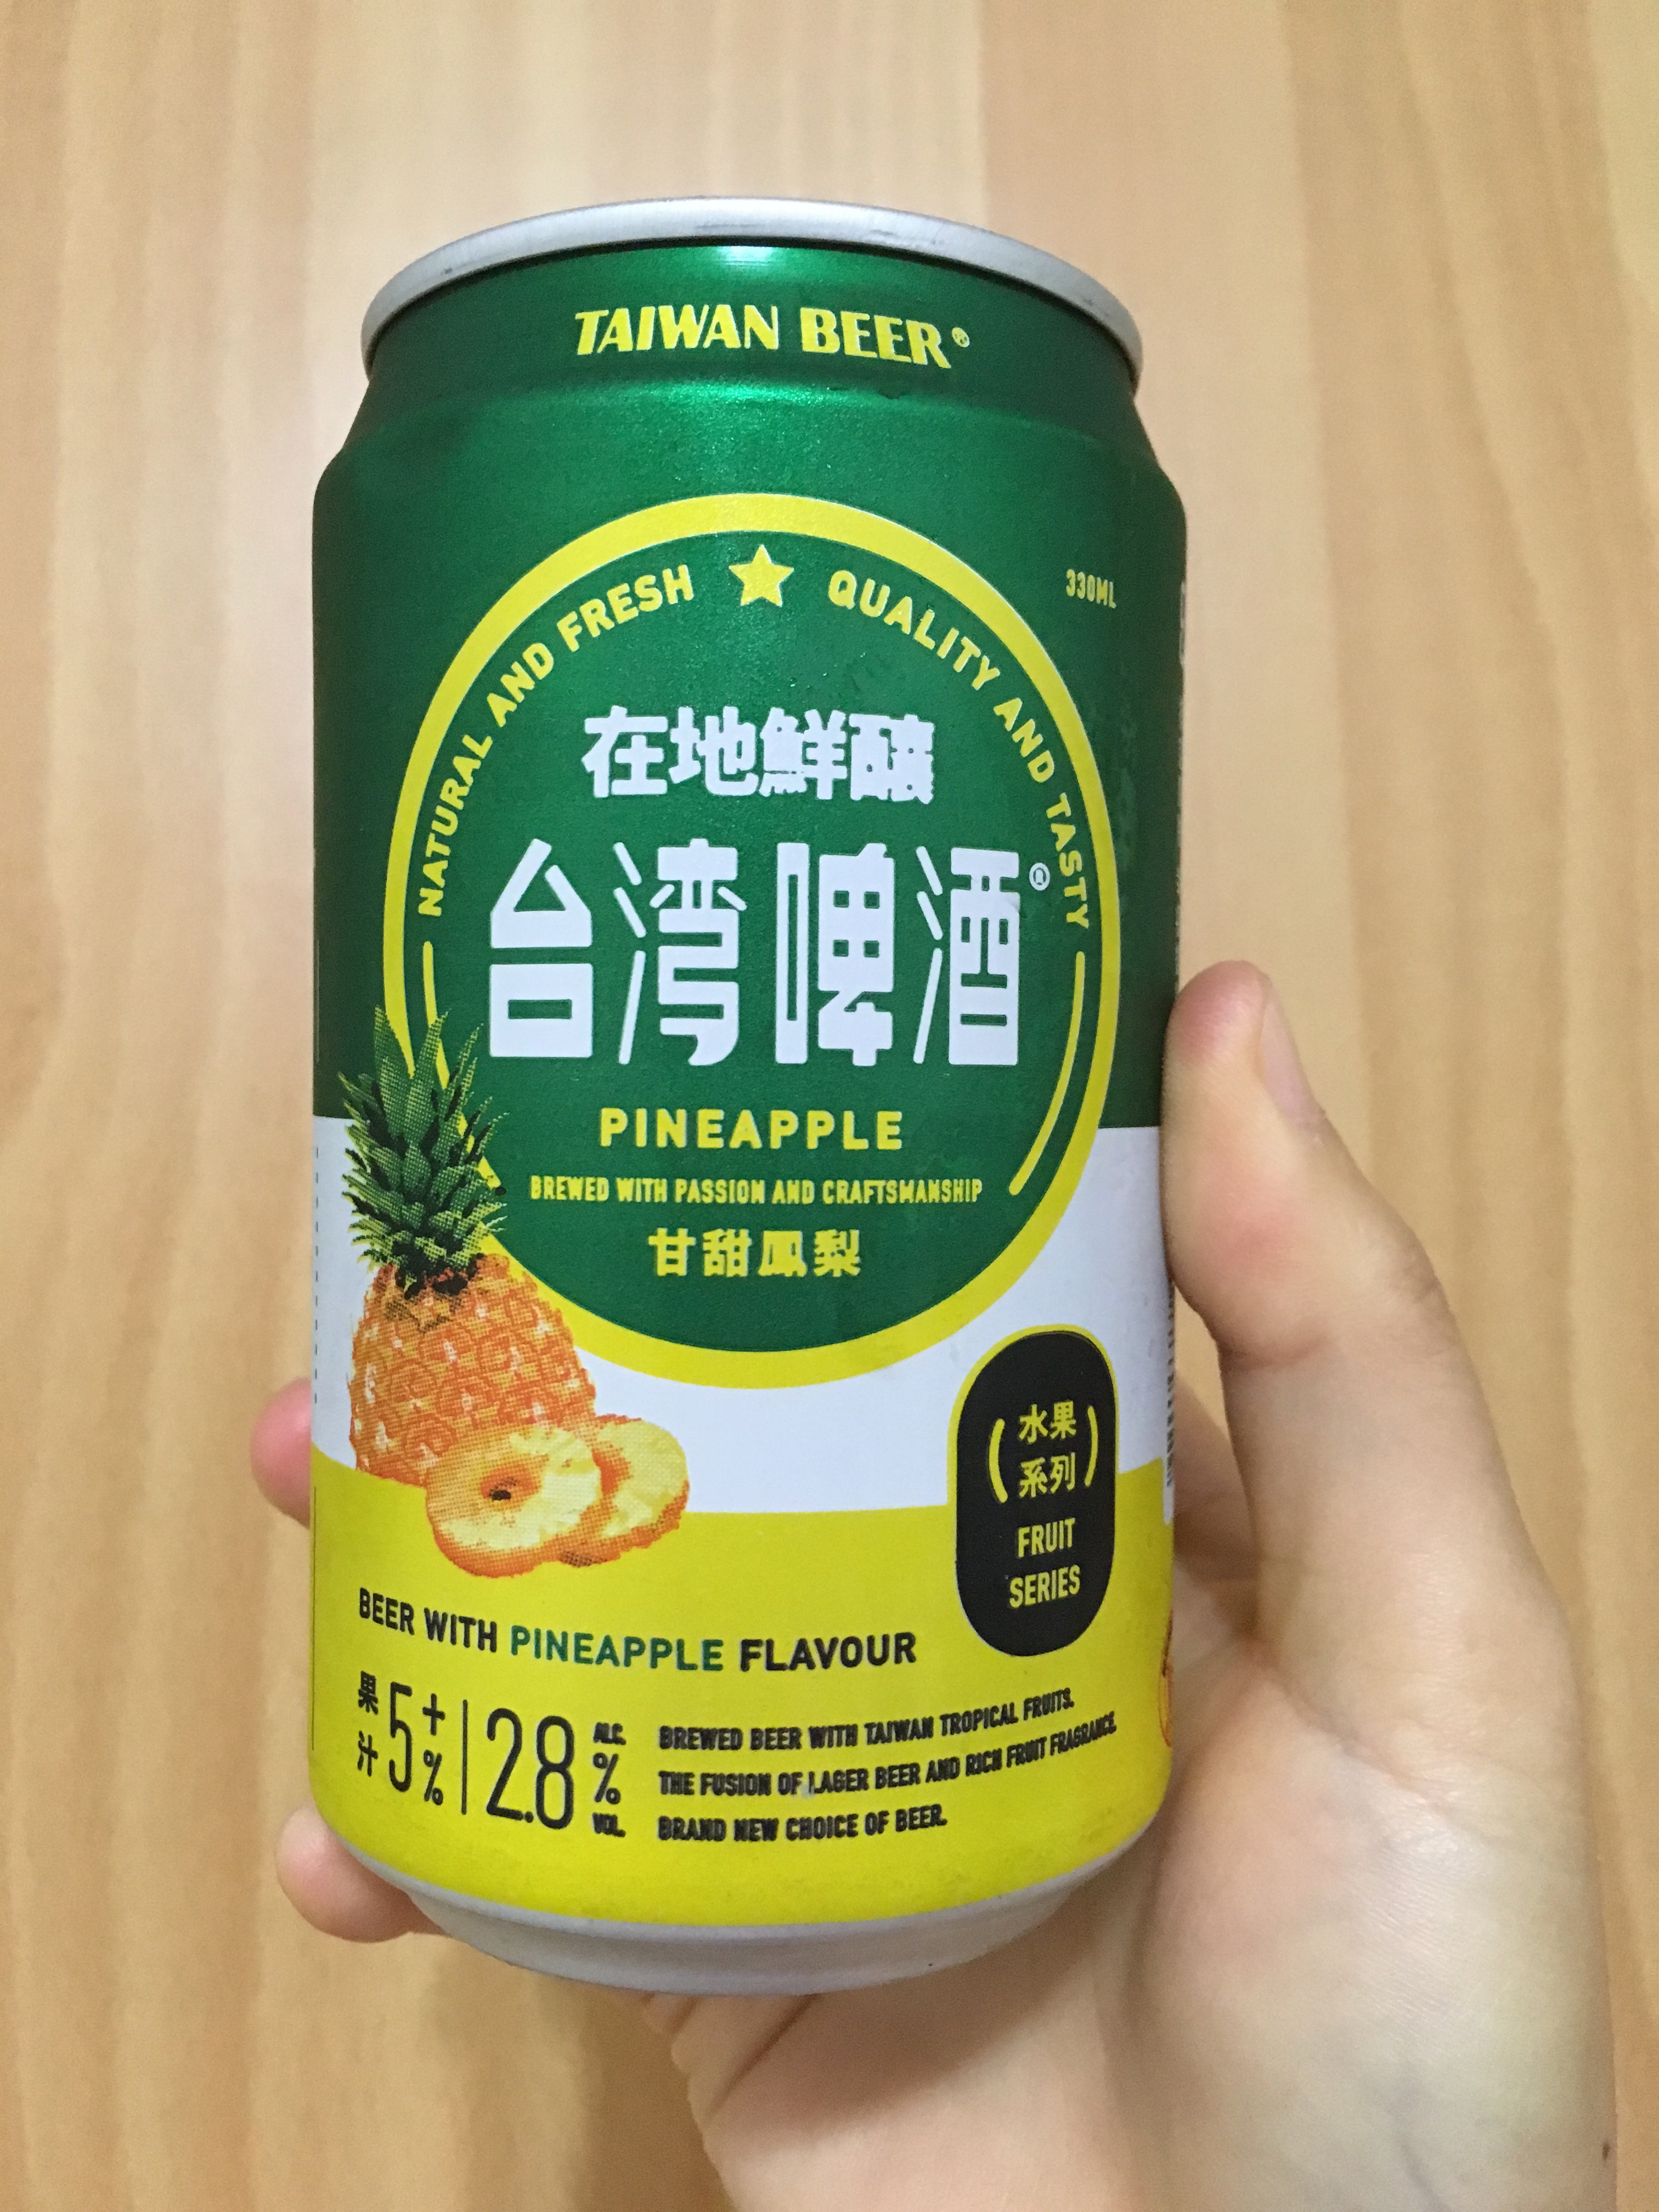 TAIWAN BEER®
330ML
NATURAL AND FRESH ★ QUALITY AND TASTY
在地鮮釀
台湾啤酒®
PINEAPPLE
BREWED WITH PASSION AND CRAFTSMANSHIP
甘甜鳳梨
(水果
系列)
FRUIT
SERIES
BEER WITH PINEAPPLE FLAVOUR
果汁 5+% | 2.8 ALC. % VOL.
BREWED BEER WITH TAIWAN TROPICAL FRUITS.
THE FUSION OF LAGER BEER AND RICH FRUIT FRAGRANCE.
BRAND NEW CHOICE OF BEER.